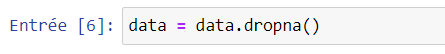 Entrée [6]: data = data.dropna()